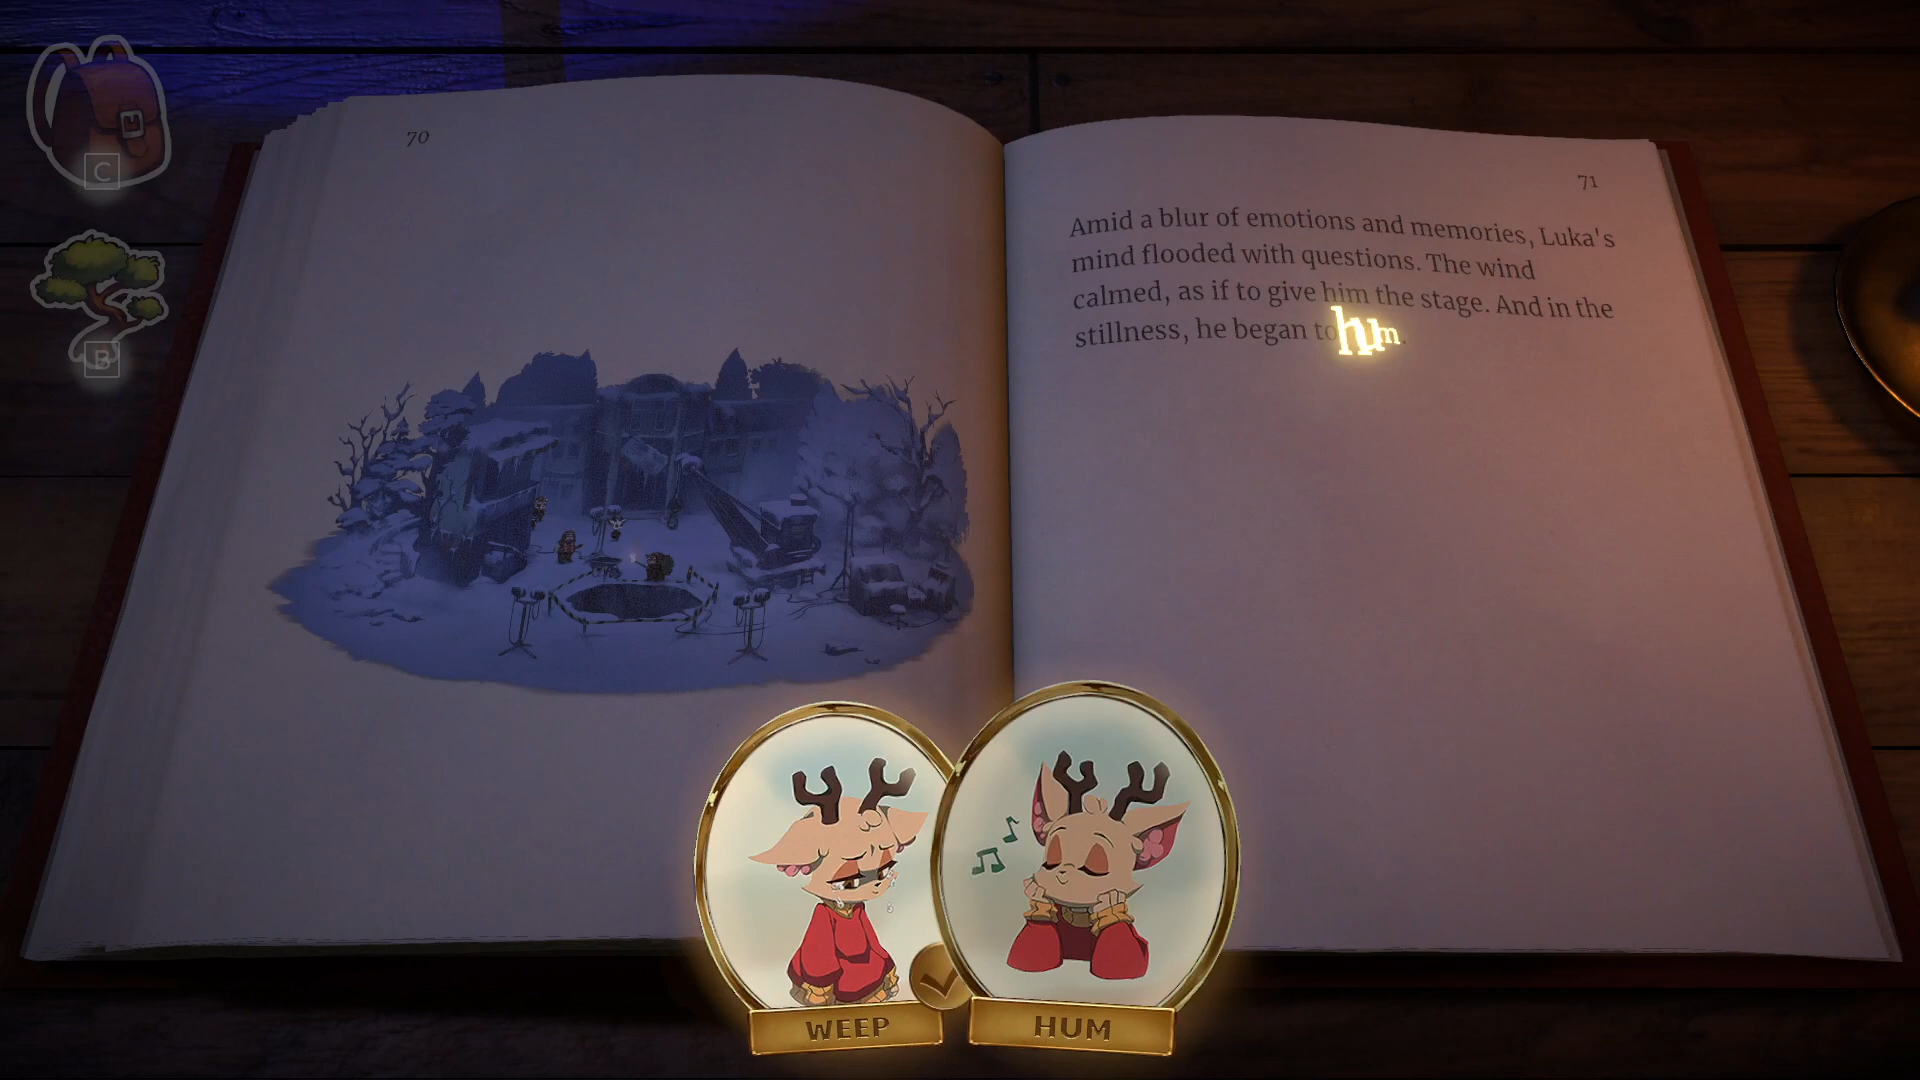 C
B
70
71
Amid a blur of emotions and memories, Luka's
mind flooded with questions. The wind
calmed, as if to give him the stage. And in the
stillness, he began to hum.
WEEP
HUM